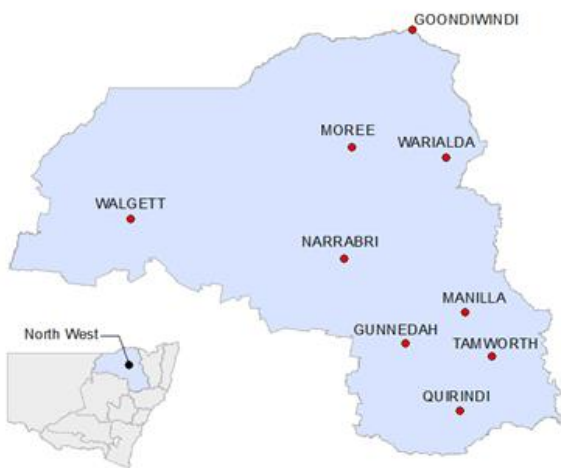 GOONDIWINDI
MOREE
WARIALDA
WALGETT
NARRABRI
MANILLA
North West
GUNNEDAH
TAMWORTH
QUIRINDI